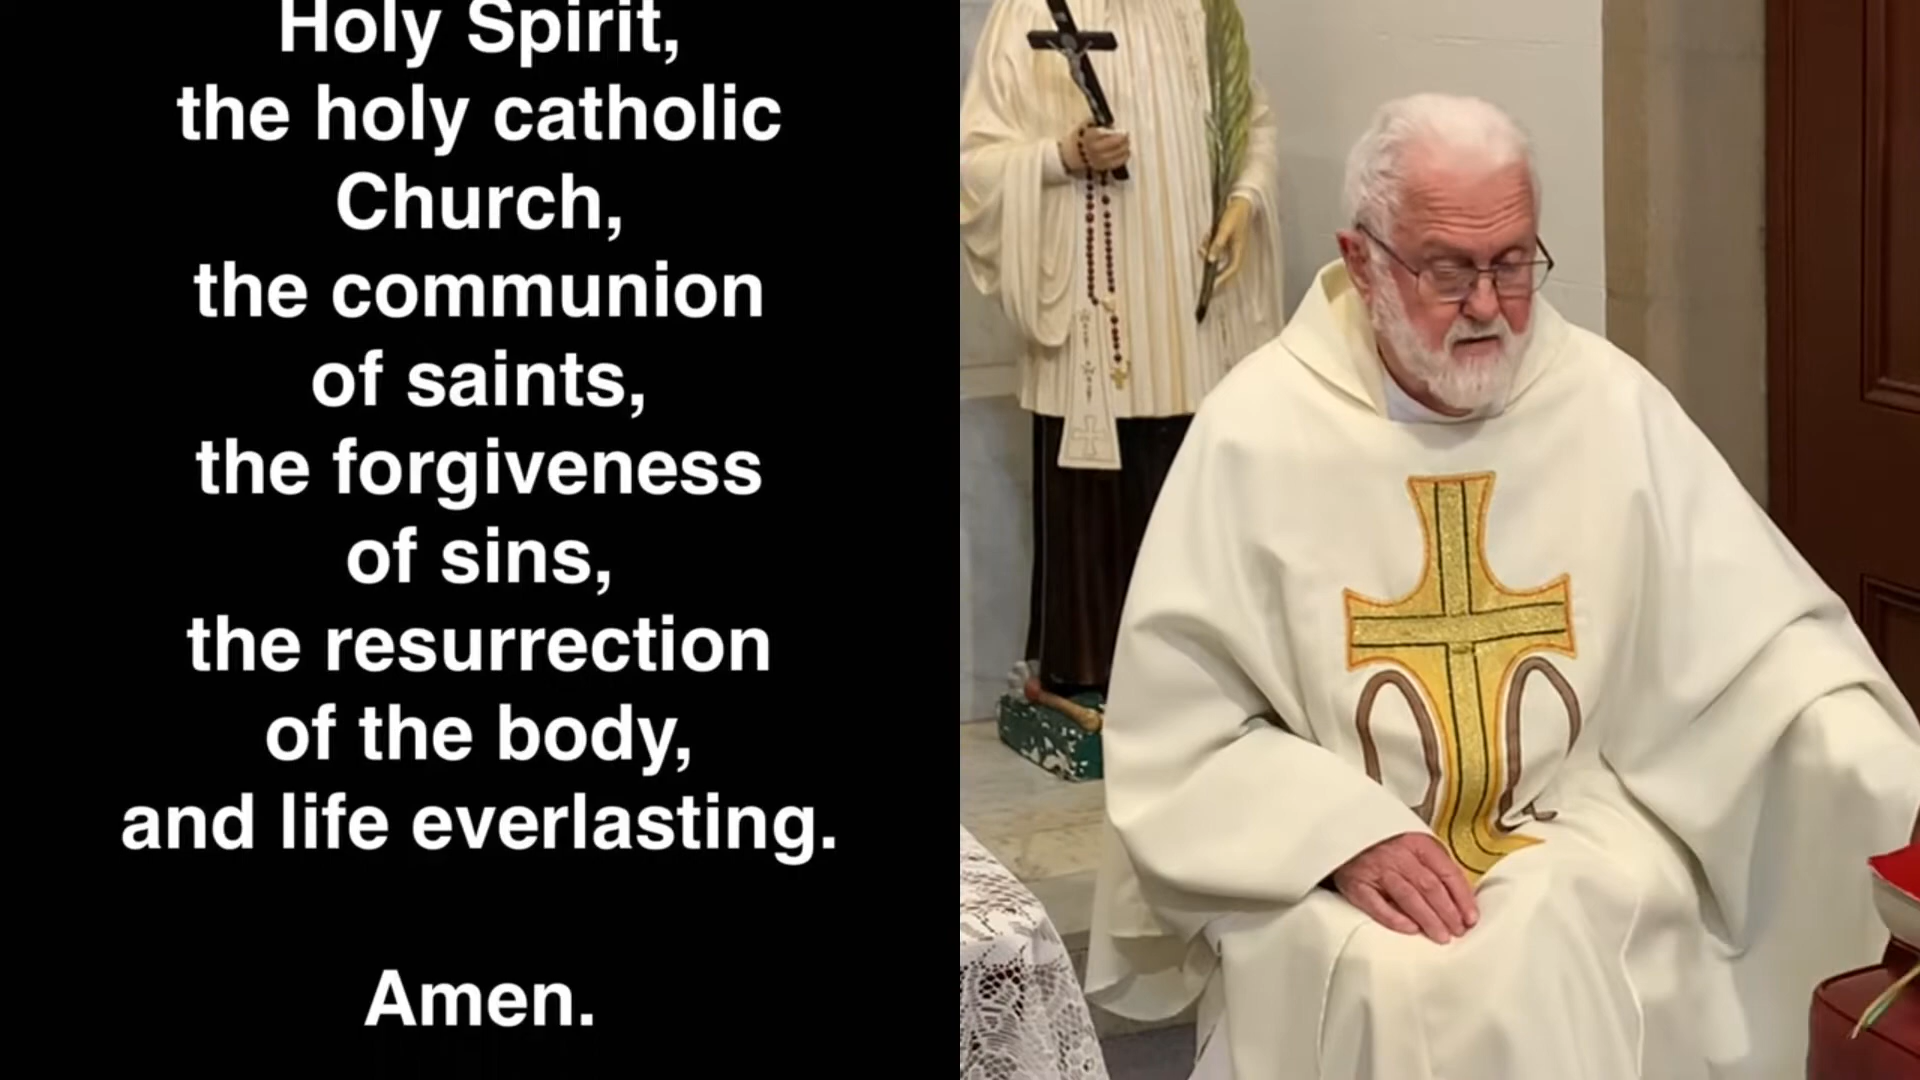 Holy Spirit,
the holy catholic
Church,
the communion
of saints,
the forgiveness
of sins,
the resurrection
of the body,
and life everlasting.
Amen.